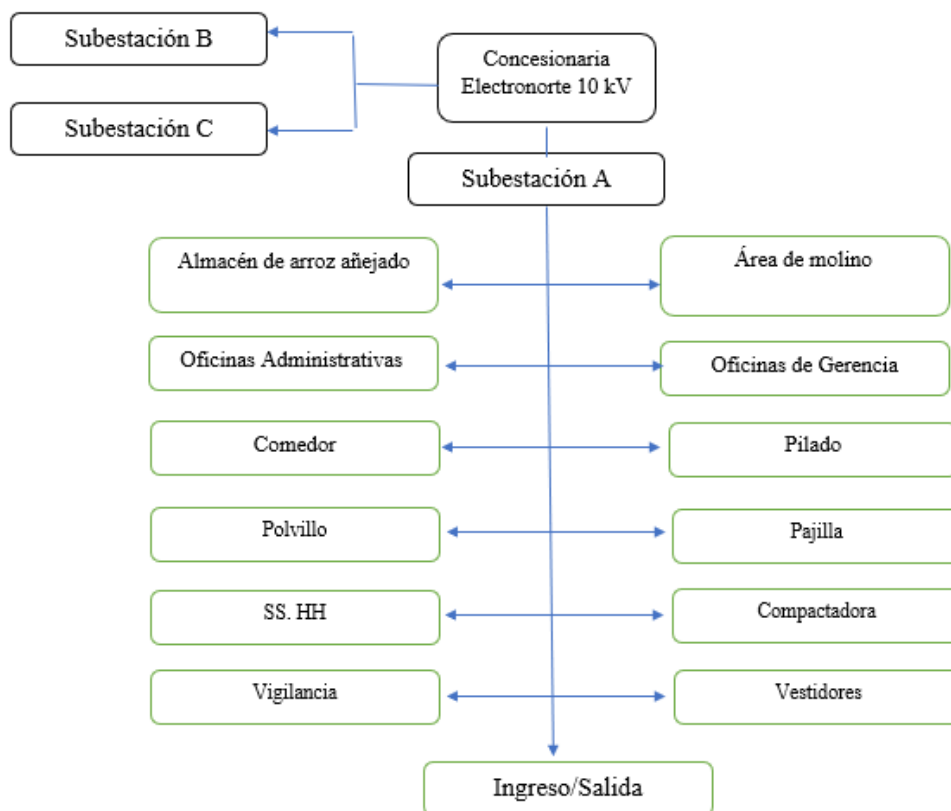 Subestación B
Concesionaria
Electronorte 10 kV
Subestación C
Subestación A
Almacén de arroz añejado
Área de molino
Oficinas Administrativas
Oficinas de Gerencia
Comedor
Pilado
Polvillo
Pajilla
SS. HH
Compactadora
Vigilancia
Vestidores
Ingreso/Salida